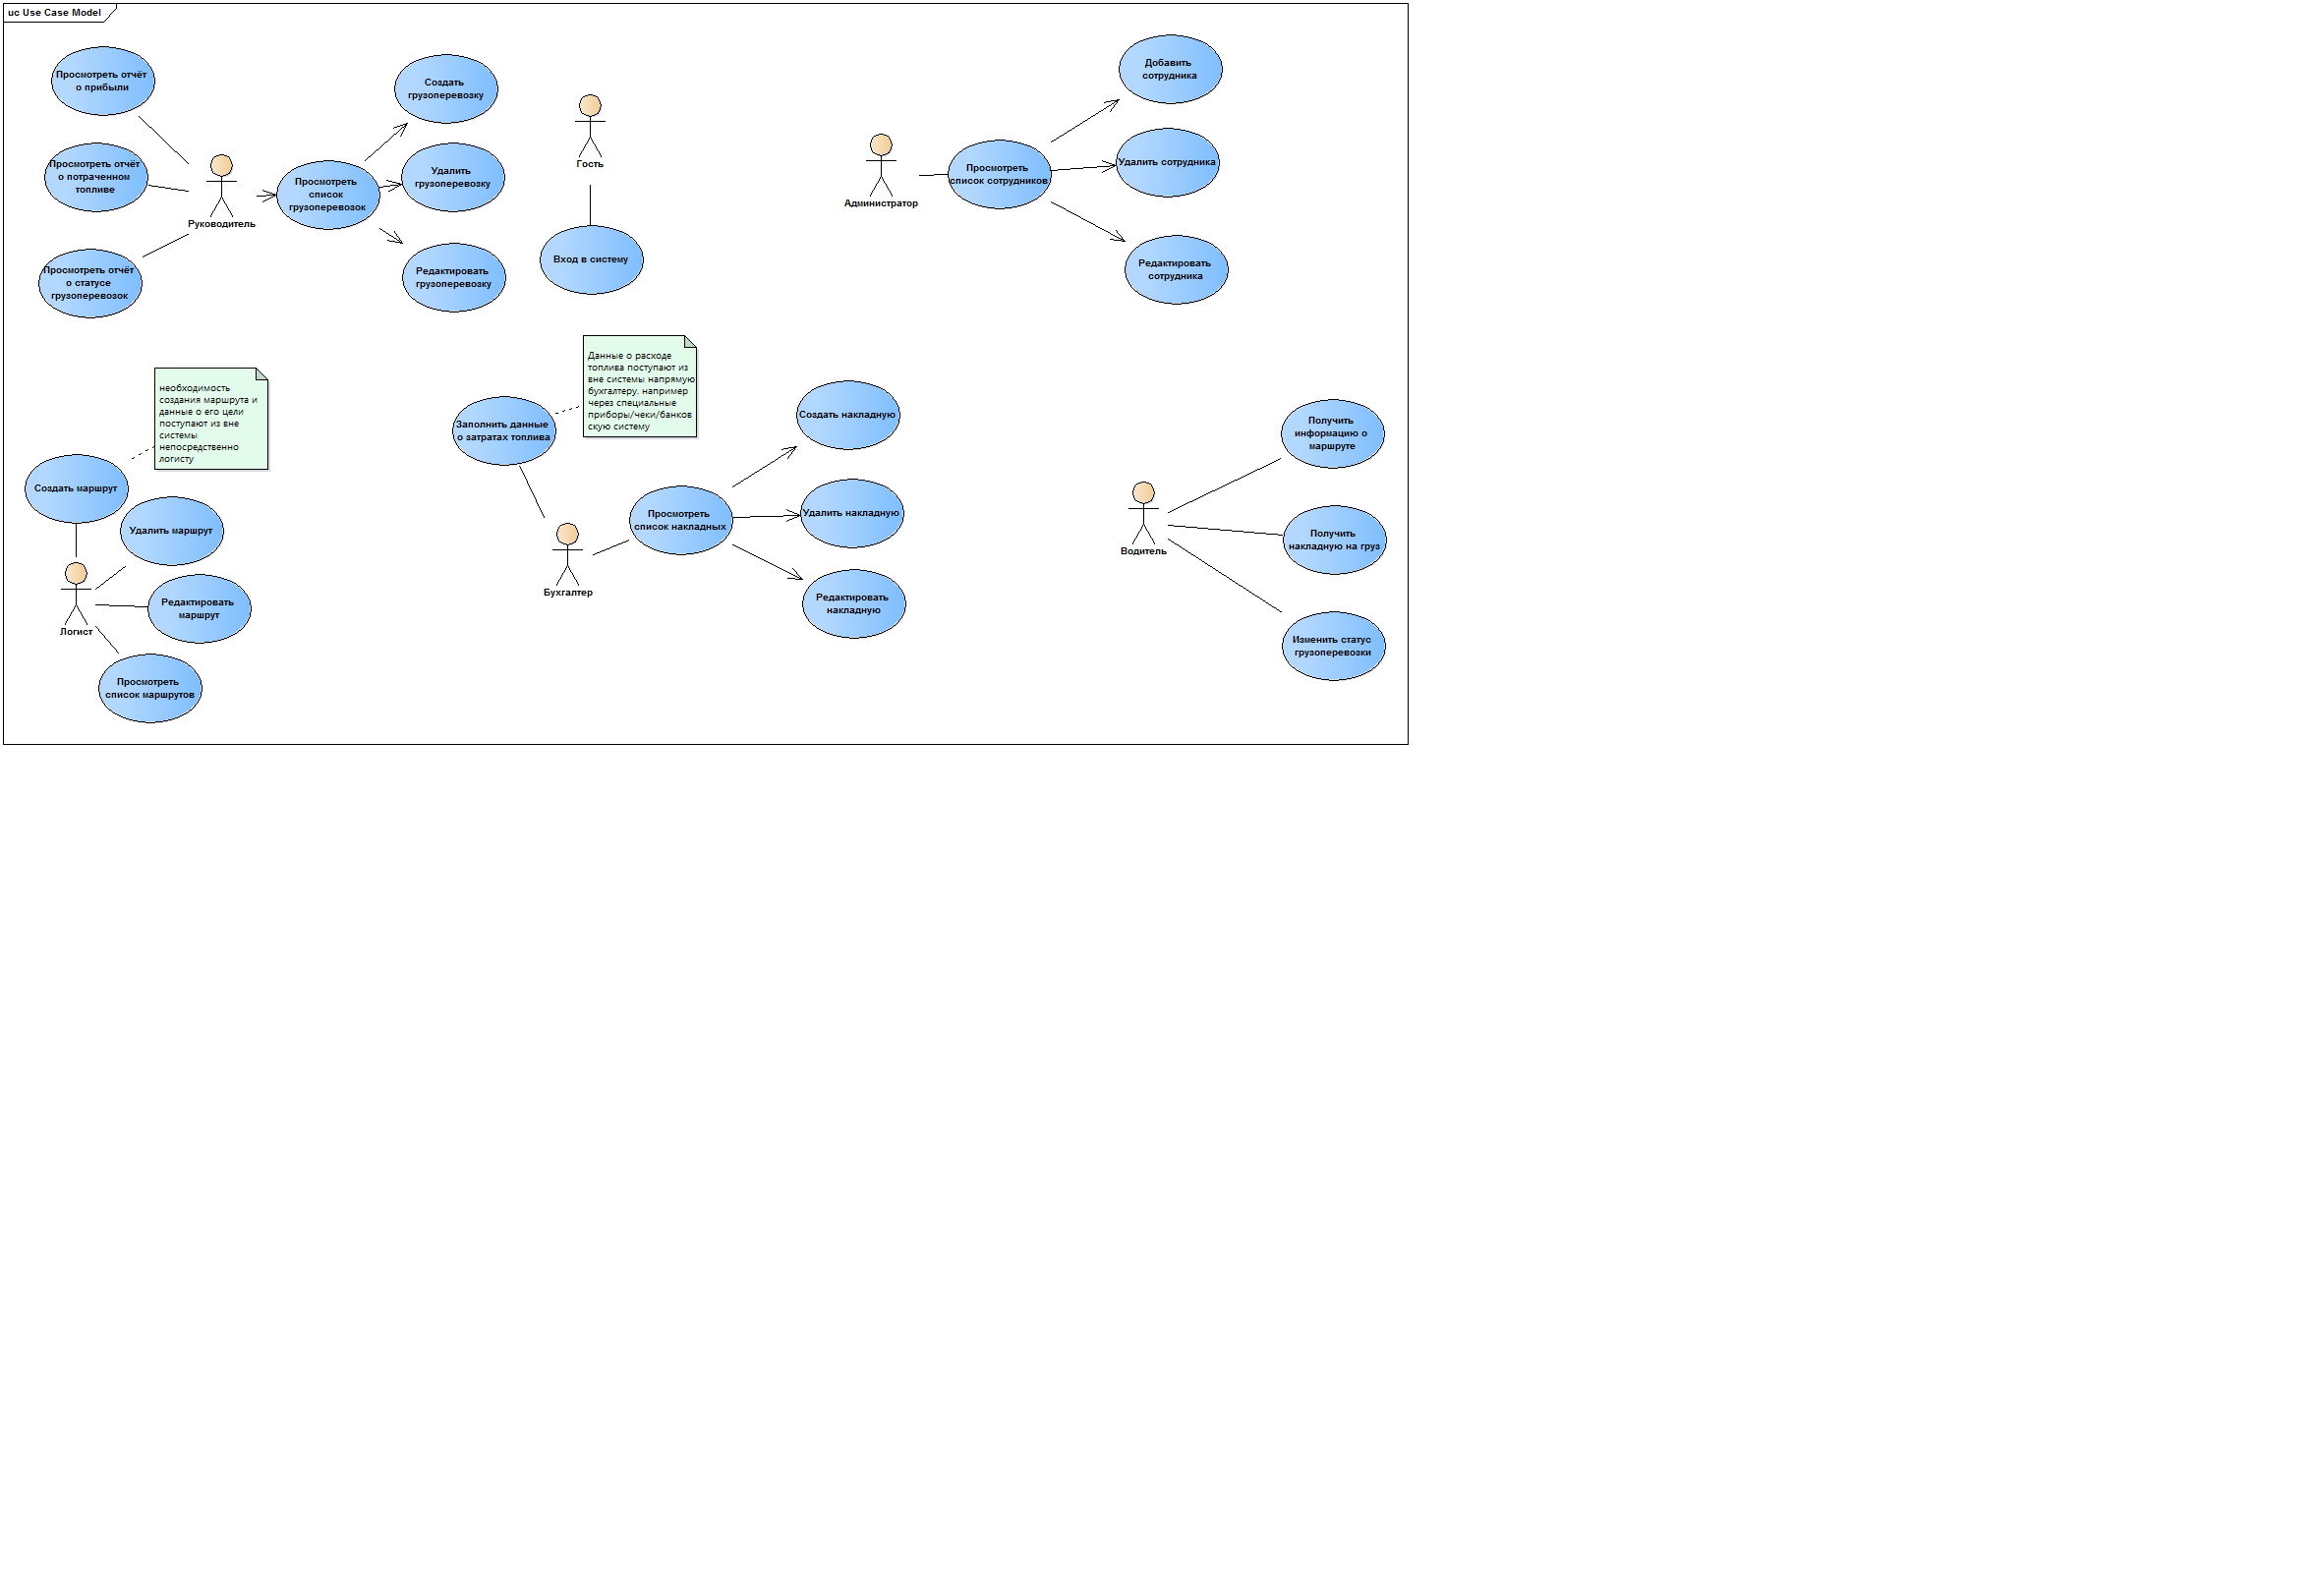 uc Use Case Model
Просмотреть отчёт
о прибыли
Просмотреть отчёт
о потраченном
топливе
Просмотреть отчёт
о статусе
грузоперевозок
Руководитель
Просмотреть
список
грузоперевозок
Создать
грузоперевозку
Удалить
грузоперевозку
Редактировать
грузоперевозку
Гость
Вход в систему
Администратор
Просмотреть
список сотрудников
Добавить
сотрудника
Удалить сотрудника
Редактировать
сотрудника
необходимость
создания маршрута и
данные о его цели
поступают из вне
системы
непосредственно
логисту
Создать маршрут
Удалить маршрут
Редактировать
маршрут
Логист
Просмотреть
список маршрутов
Данные о расходе
топлива поступают из
вне системы напрямую
бухгалтеру. например
через специальные
приборы/чеки/банков
скую систему
Заполнить данные
о затратах топлива
Бухгалтер
Просмотреть
список накладных
Создать накладную
Удалить накладную
Редактировать
накладную
Водитель
Получить
информацию о
маршруте
Получить
накладную на груз
Изменить статус
грузоперевозки